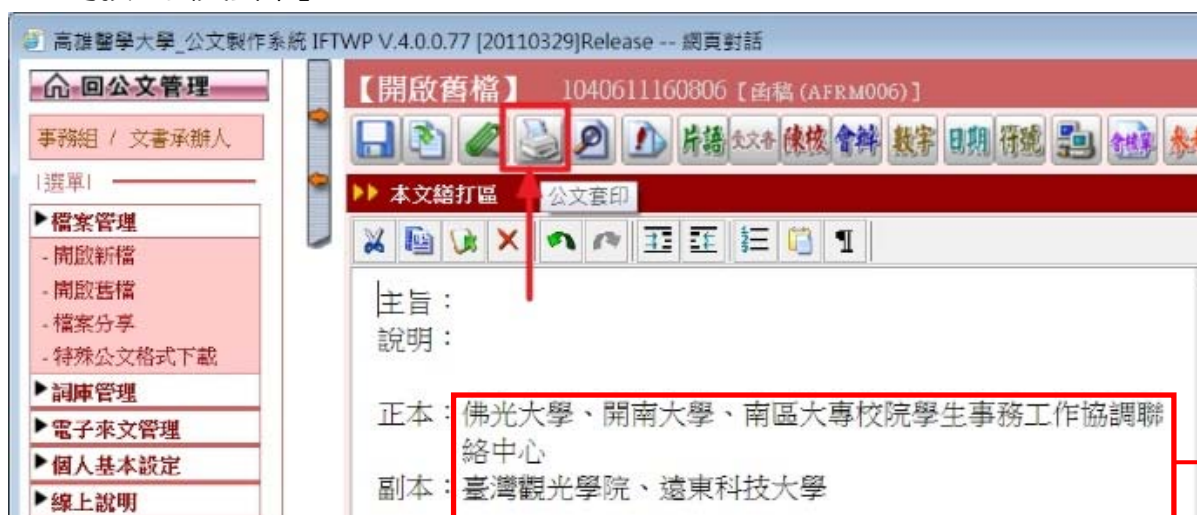 高雄醫學大學_公文製作系統 IFTWP V.4.0.0.77 [20110329]Release -- 網頁對話
回公文管理
事務組 / 文書承辦人
|選單|
檔案管理
- 開啟新檔
- 開啟舊檔
- 檔案分享
- 特殊公文格式下載
詞庫管理
電子來文管理
個人基本設定
線上說明
【開啟舊檔】 1040611160806 [函稿 (AFRM006)]
片語 陳核 會辦 數字 日期 符號 會核單
本文繕打區
公文套印
主旨：
說明：
正本：佛光大學、開南大學、南區大專校院學生事務工作協調聯
絡中心
副本：臺灣觀光學院、遠東科技大學